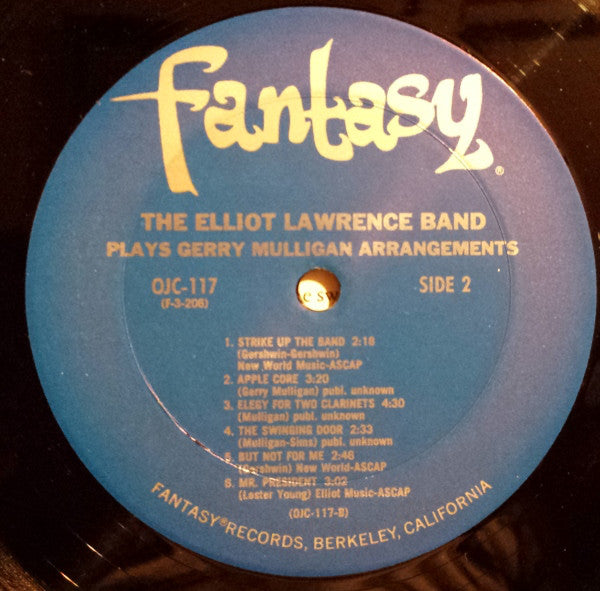 fantasy®
THE ELLIOT LAWRENCE BAND
PLAYS GERRY MULLIGAN ARRANGEMENTS
OJC-117
(F-3-206)
SIDE 2
1. STRIKE UP THE BAND 2:18
(Gershwin-Gershwin)
New World Music-ASCAP
2. APPLE CORE 3:20
(Gerry Mulligan) publ. unknown
3. ELEGY FOR TWO CLARINETS 4:30
(Mulligan) publ. unknown
4. THE SWINGING DOOR 2:33
(Mulligan-Sims) publ. unknown
5. BUT NOT FOR ME 2:46
(Gershwin) New World-ASCAP
6. MR. PRESIDENT 3:02
(Lester Young) Elliot Music-ASCAP
(OJC-117-B)
FANTASY® RECORDS, BERKELEY, CALIFORNIA